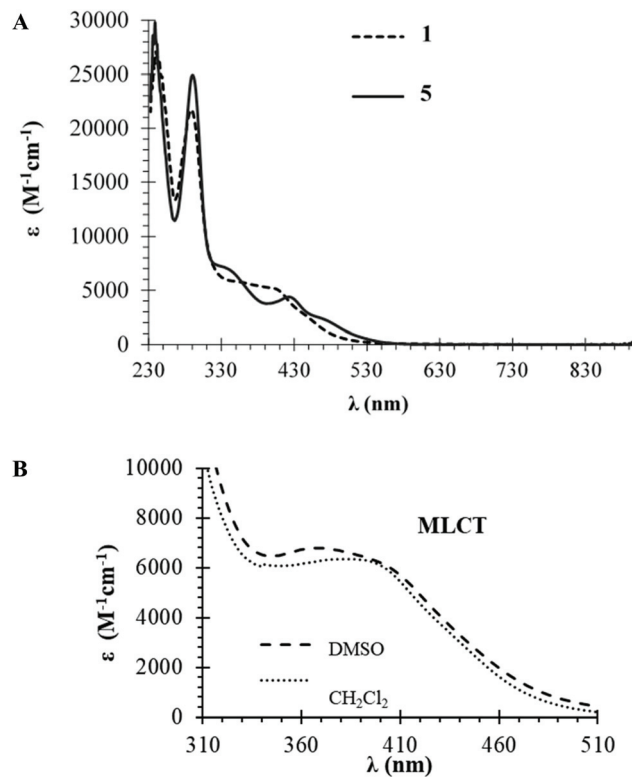 A
30000
25000
20000
15000
10000
5000
0
ε (M-1cm-1)
1
5
230 330 430 530 630 730 830
λ (nm)
B
10000
8000
6000
4000
2000
0
ε (M-1cm-1)
MLCT
DMSO
CH2Cl2
310 360 410 460 510
λ (nm)